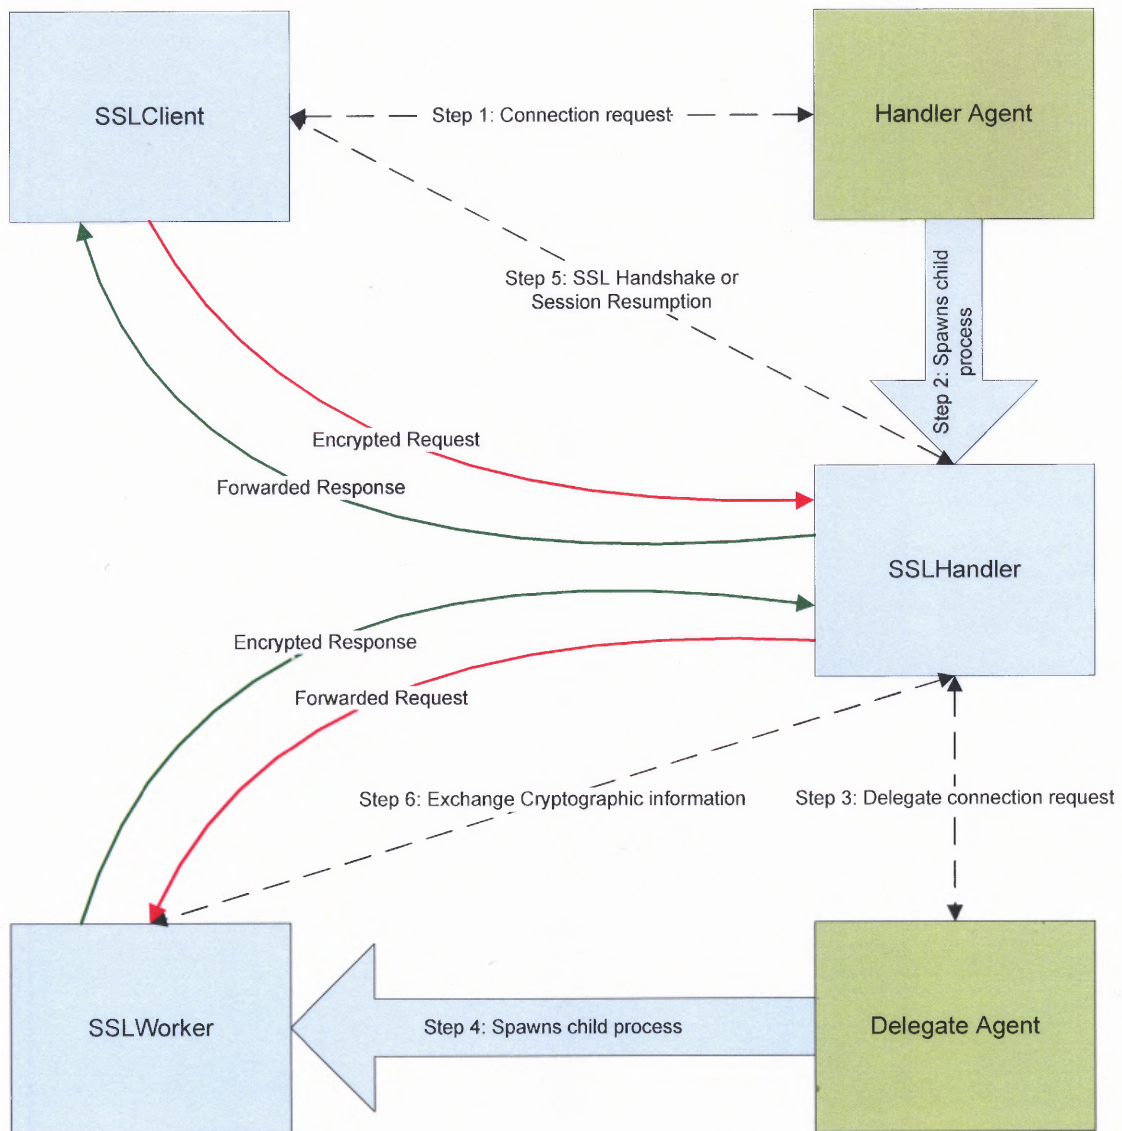 SSLClient
Step 1: Connection request
Handler Agent
Step 5: SSL Handshake or
Session Resumption
Step 2: Spawns child
process
Encrypted Request
Forwarded Response
SSLHandler
Encrypted Response
Forwarded Request
Step 6: Exchange Cryptographic information
Step 3: Delegate connection request
SSLWorker
Step 4: Spawns child process
Delegate Agent